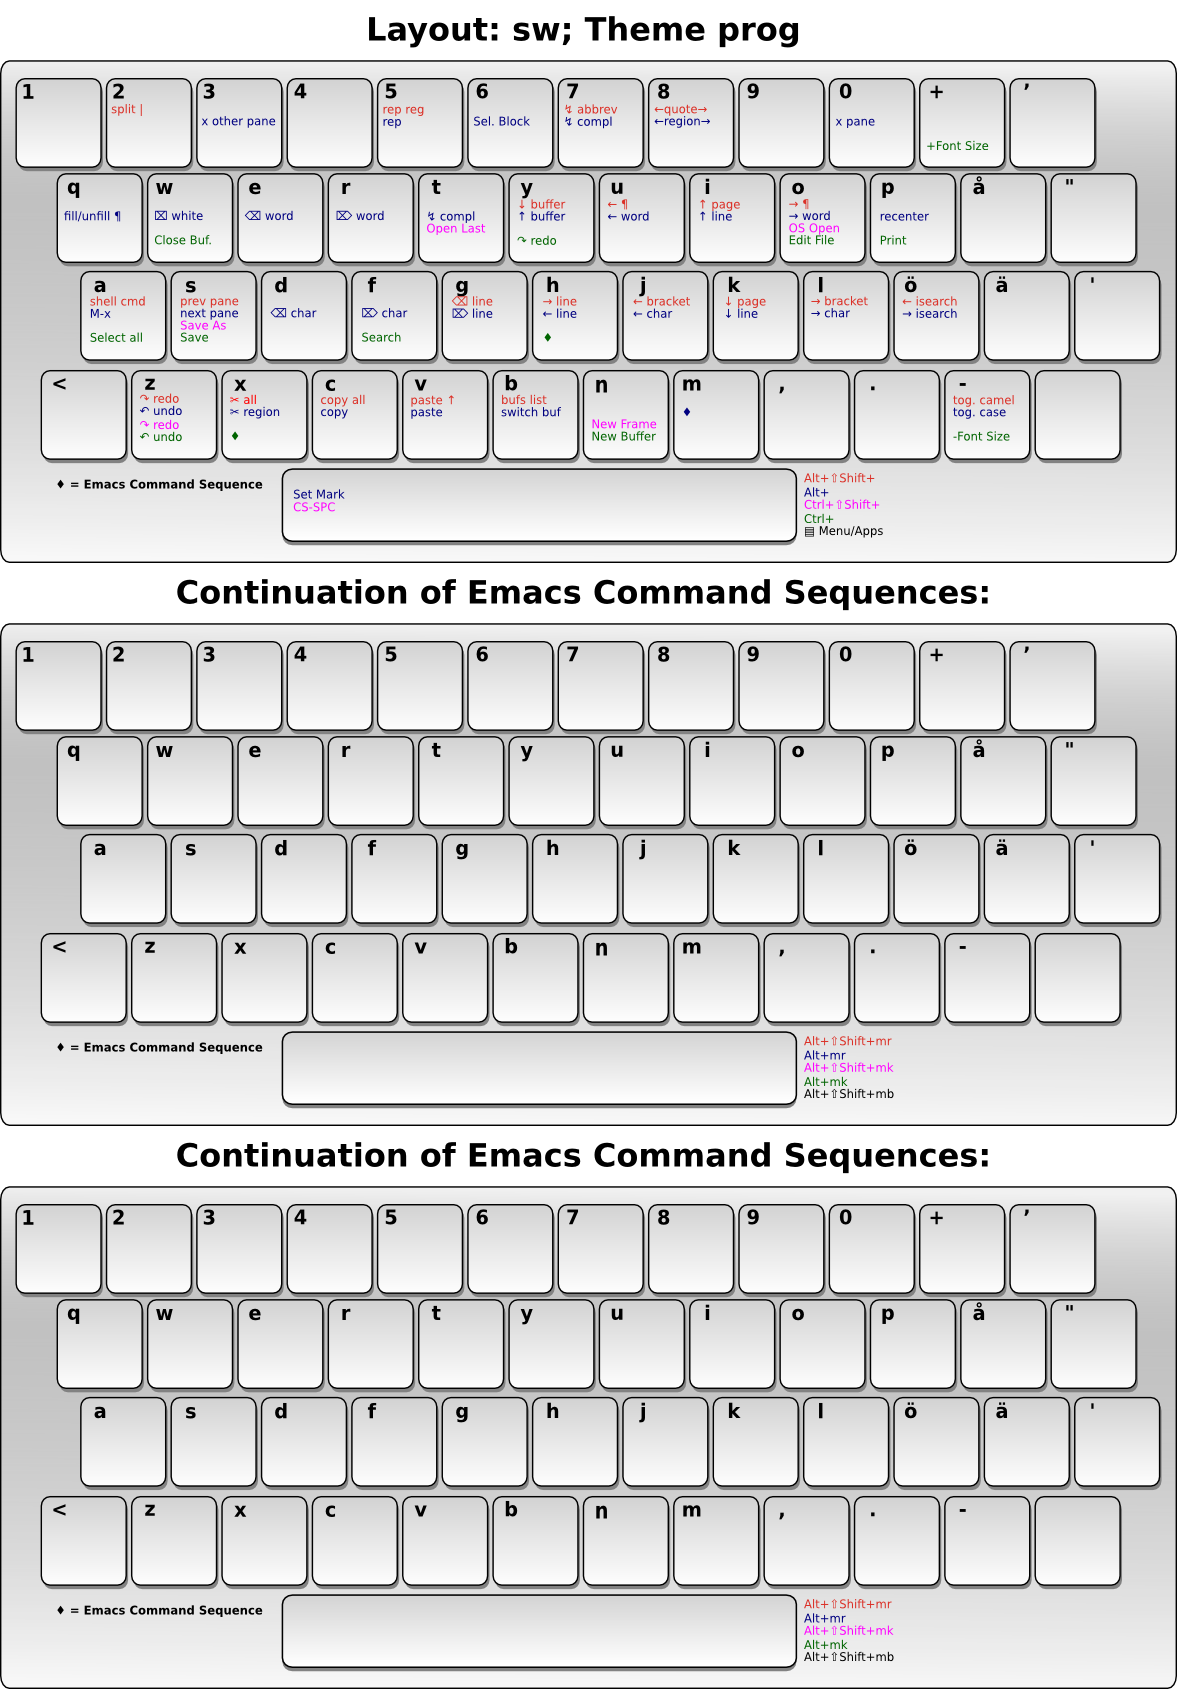 Layout: sw; Theme prog
1 2 3 4 5 6 7 8 9 0 + ’
split | rep reg ↯ abbrev ←quote→
x other pane rep Sel. Block ↯ compl ←region→ x pane
+Font Size
q w e r t y u i o p å "
↓ buffer ← ¶ ↑ page → ¶
fill/unfill ¶ ⌧ white ⌫ word ⌦ word ↯ compl ↑ buffer ← word ↑ line → word recenter
Open Last OS Open
Close Buf. ↷ redo Edit File Print
a s d f g h j k l ö ä '
shell cmd prev pane ⌫ line → line ← bracket ↓ page → bracket ← isearch
M-x next pane ⌫ char ⌦ char ⌦ line ← line ← char ↓ line → char → isearch
Save As
Select all Save Search ♦
< z x c v b n m , . -
↷ redo ✂ all copy all paste ↑ bufs list tog. camel
↶ undo ✂ region copy paste switch buf ♦ tog. case
↷ redo New Frame
↶ undo ♦ New Buffer -Font Size
♦ = Emacs Command Sequence
Set Mark
CS-SPC
Alt+⇧Shift+
Alt+
Ctrl+⇧Shift+
Ctrl+
▤ Menu/Apps
Continuation of Emacs Command Sequences:
1 2 3 4 5 6 7 8 9 0 + ’
q w e r t y u i o p å "
a s d f g h j k l ö ä '
< z x c v b n m , . -
♦ = Emacs Command Sequence
Alt+⇧Shift+mr
Alt+mr
Alt+⇧Shift+mk
Alt+mk
Alt+⇧Shift+mb
Continuation of Emacs Command Sequences:
1 2 3 4 5 6 7 8 9 0 + ’
q w e r t y u i o p å "
a s d f g h j k l ö ä '
< z x c v b n m , . -
♦ = Emacs Command Sequence
Alt+⇧Shift+mr
Alt+mr
Alt+⇧Shift+mk
Alt+mk
Alt+⇧Shift+mb